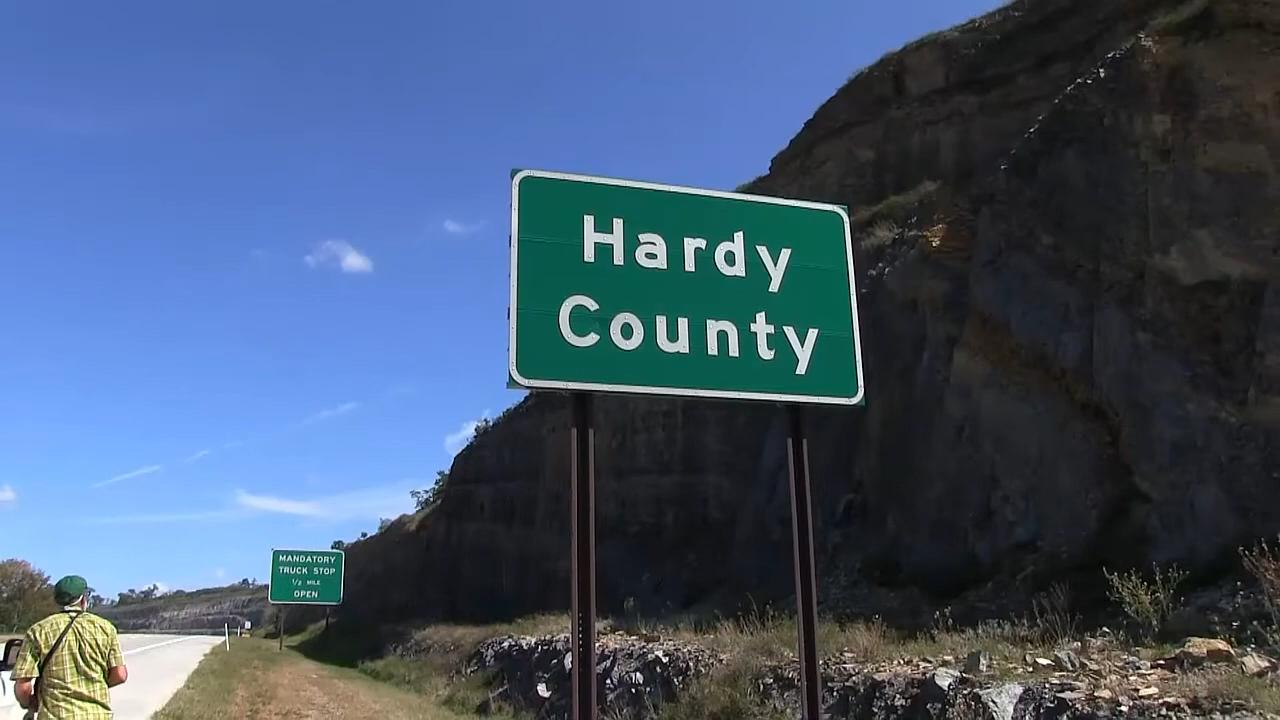 Hardy
County
MANDATORY
TRUCK STOP
1/2 MILE
OPEN